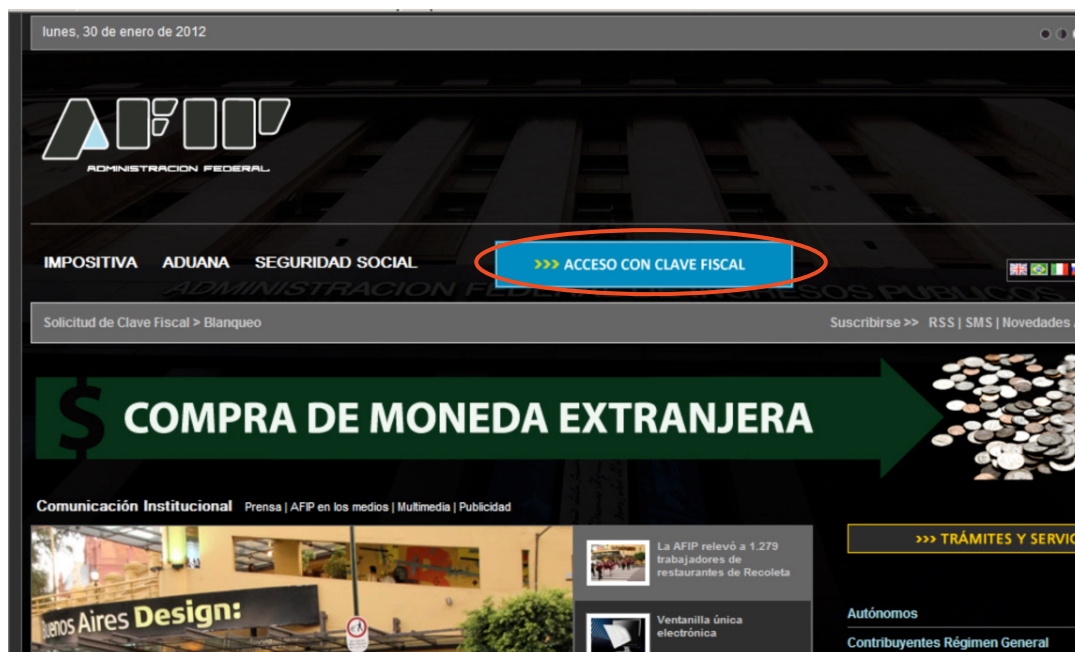 lunes, 30 de enero de 2012
AFIP
ADMINISTRACION FEDERAL
IMPOSITIVA ADUANA SEGURIDAD SOCIAL >>> ACCESO CON CLAVE FISCAL
Solicitud de Clave Fiscal > Blanqueo Suscribirse >> RSS | SMS | Novedades
$ COMPRA DE MONEDA EXTRANJERA
Comunicación Institucional Prensa | AFIP en los medios | Multimedia | Publicidad
>>> TRÁMITES Y SERVIC
La AFIP relevó a 1.279
trabajadores de
restaurantes de Recoleta
Buenos Aires Design:
Ventanilla única
electrónica
Autónomos
Contribuyentes Régimen General